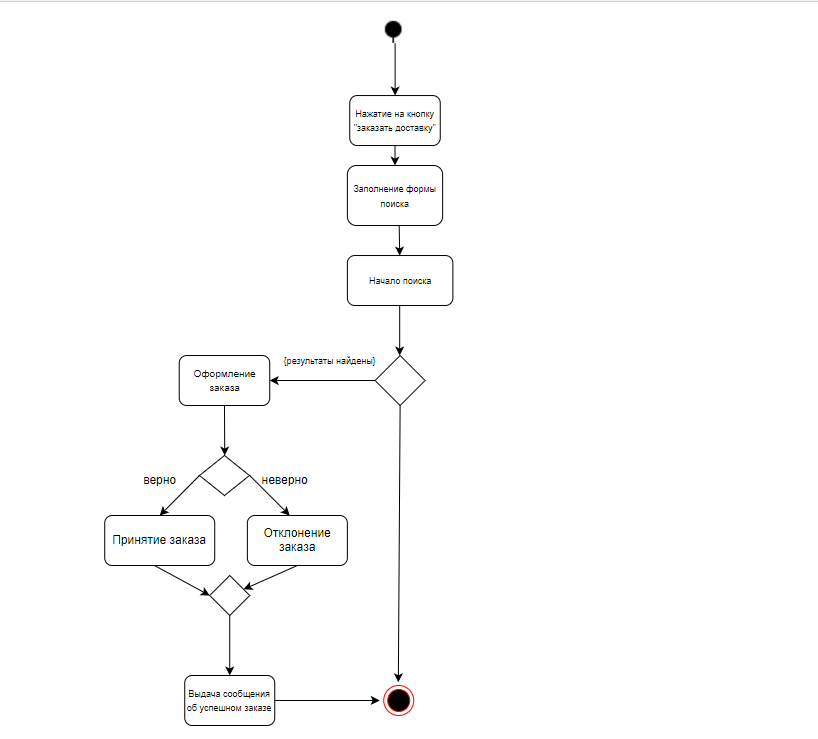 Нажатие на кнопку
"заказать доставку"
Заполнение формы
поиска
Начало поиска
{результаты найдены}
Оформление
заказа
верно
неверно
Принятие заказа
Отклонение
заказа
Выдача сообщения
об успешном заказе